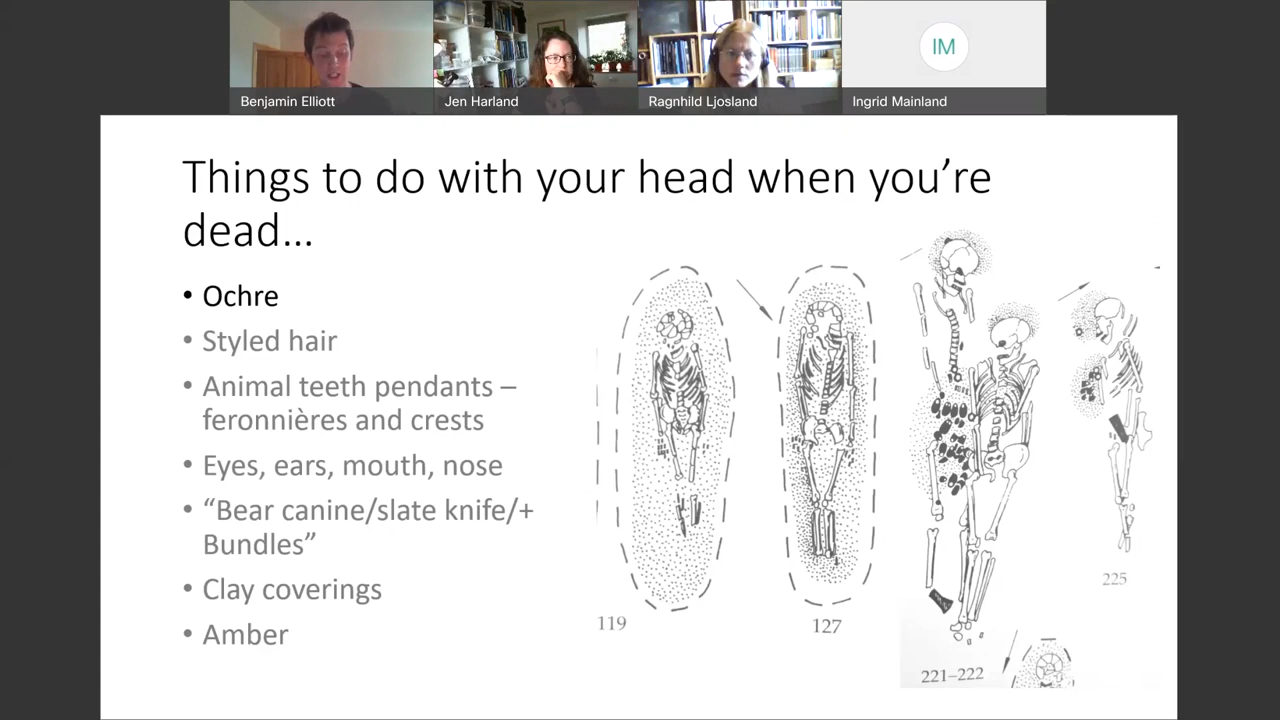 IM
Benjamin Elliott
Jen Harland
Ragnhild Ljosland
Ingrid Mainland
Things to do with your head when you’re
dead…
• Ochre
• Styled hair
• Animal teeth pendants –
feronnières and crests
• Eyes, ears, mouth, nose
• “Bear canine/slate knife/+
Bundles”
• Clay coverings
• Amber
119
127
221–222
225